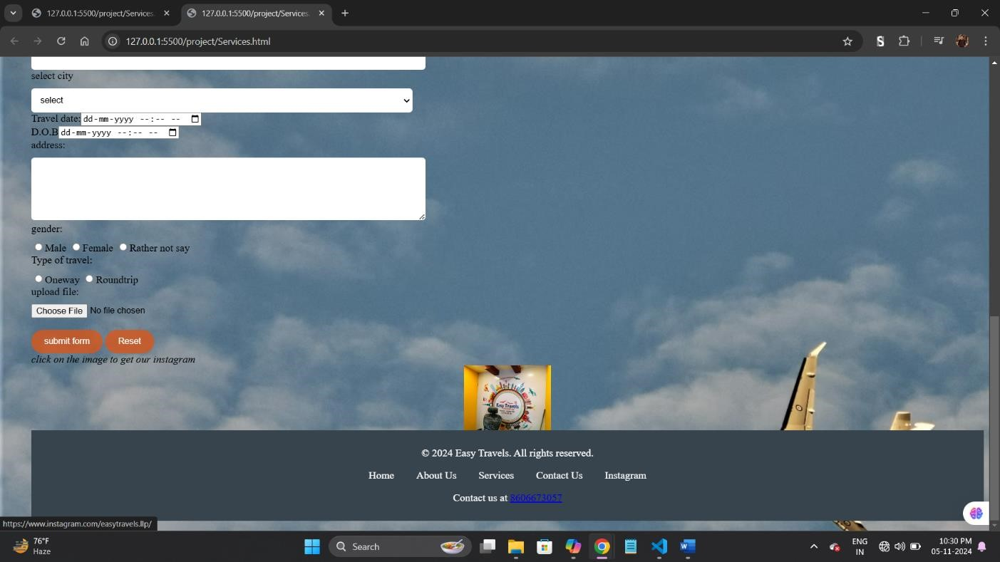 127.0.0.1:5500/project/Services.
127.0.0.1:5500/project/Services.
127.0.0.1:5500/project/Services.html
select city
select
Travel date: dd-mm-yyyy --:-- --
D.O.B dd-mm-yyyy --:-- --
address:
gender:
Male Female Rather not say
Type of travel:
Oneway Roundtrip
upload file:
Choose File No file chosen
submit form Reset
click on the image to get our instagram
Easy Travels
© 2024 Easy Travels. All rights reserved.
Home About Us Services Contact Us Instagram
Contact us at 8606673057
https://www.instagram.com/easytravels.llp/
76°F
Haze
Search
ENG
IN
10:30 PM
05-11-2024